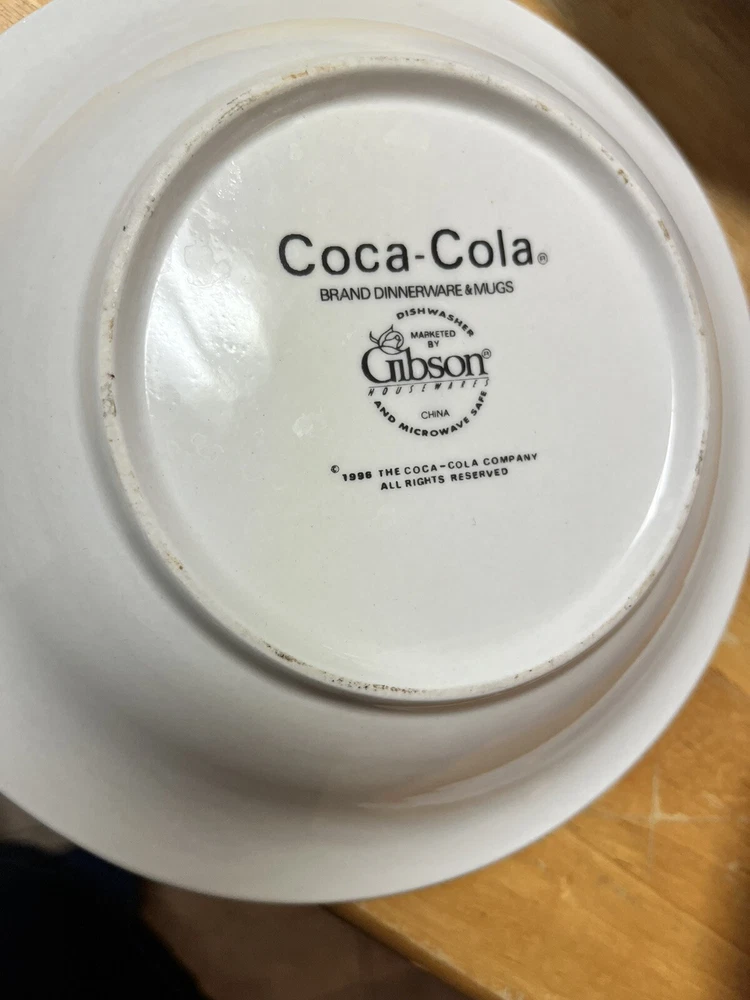 Coca-Cola®
BRAND DINNERWARE & MUGS
DISHWASHER
MARKETED
BY
Gibson®
HOUSEWARES
CHINA
AND MICROWAVE SAFE
© 1996 THE COCA-COLA COMPANY
ALL RIGHTS RESERVED